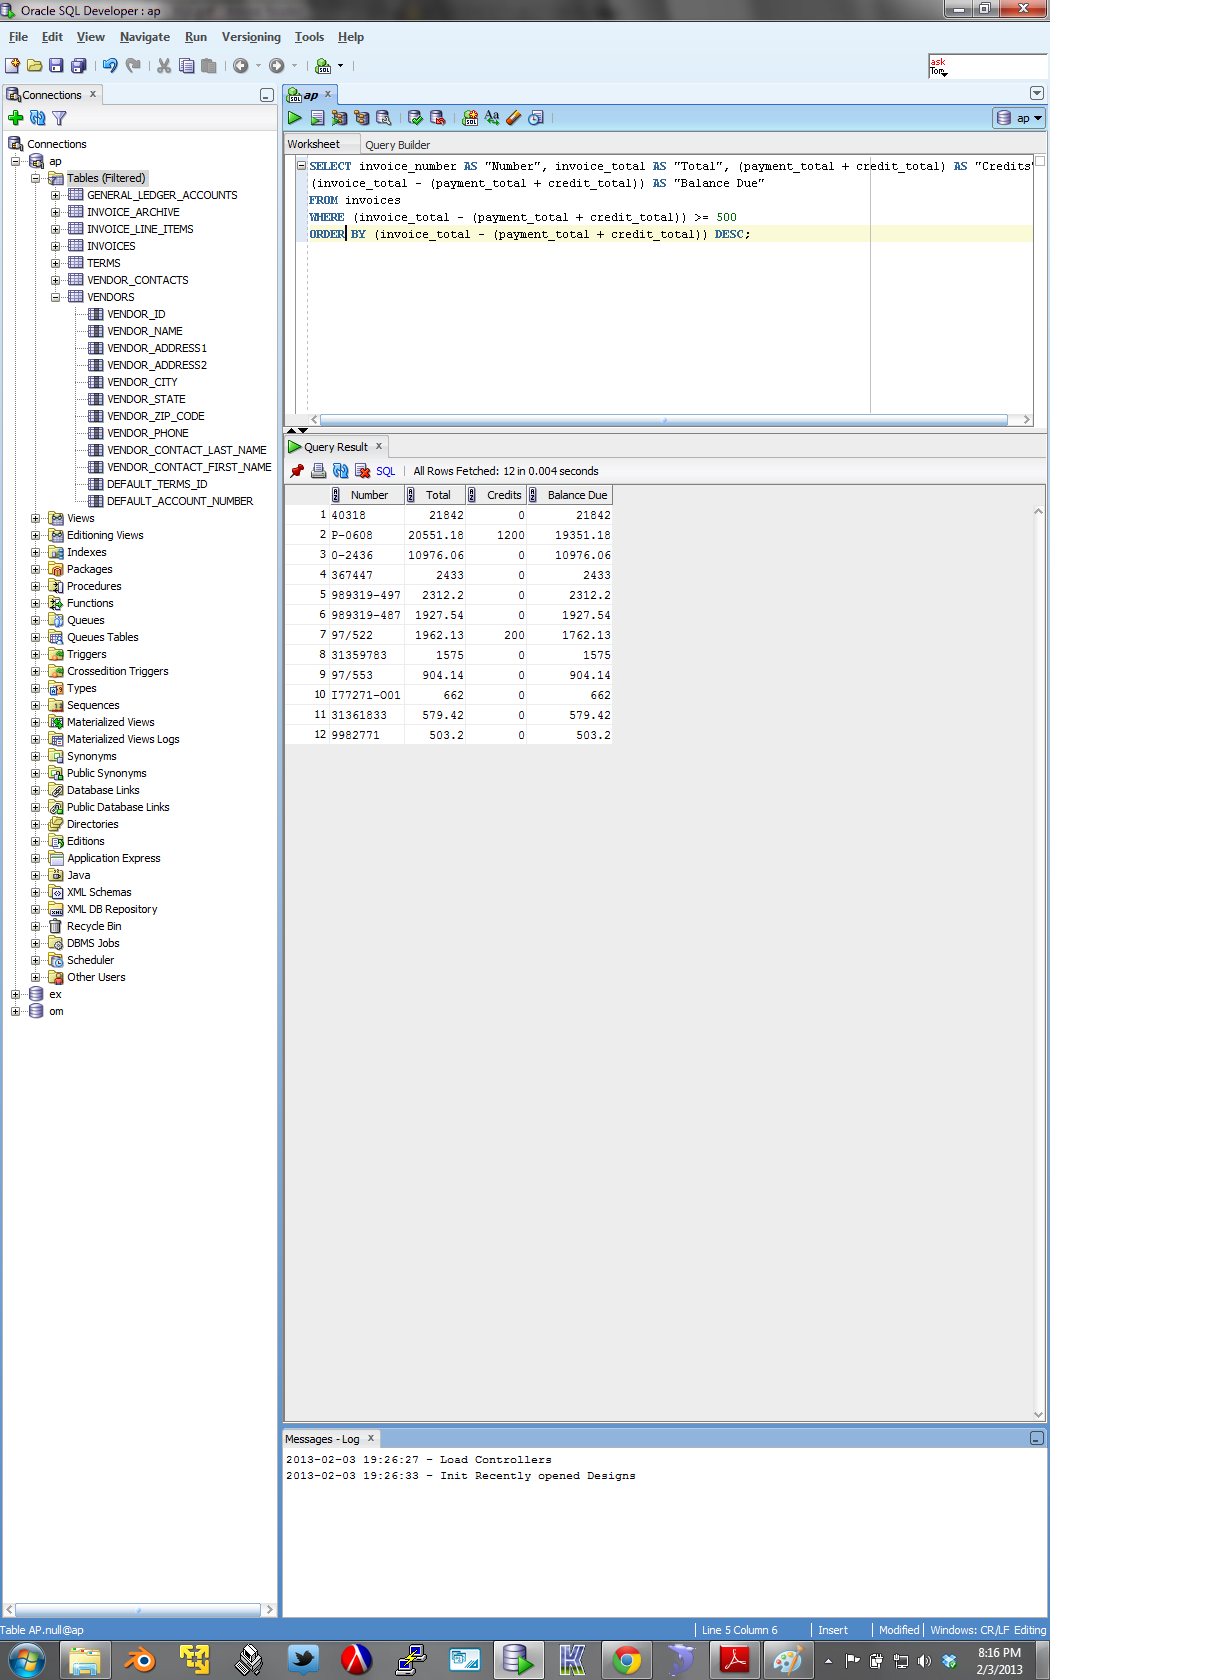 Oracle SQL Developer : ap
File Edit View Navigate Run Versioning Tools Help
ask
Tom
Connections x
Connections
ap
Tables (Filtered)
GENERAL_LEDGER_ACCOUNTS
INVOICE_ARCHIVE
INVOICE_LINE_ITEMS
INVOICES
TERMS
VENDOR_CONTACTS
VENDORS
VENDOR_ID
VENDOR_NAME
VENDOR_ADDRESS1
VENDOR_ADDRESS2
VENDOR_CITY
VENDOR_STATE
VENDOR_ZIP_CODE
VENDOR_PHONE
VENDOR_CONTACT_LAST_NAME
VENDOR_CONTACT_FIRST_NAME
DEFAULT_TERMS_ID
DEFAULT_ACCOUNT_NUMBER
Views
Editioning Views
Indexes
Packages
Procedures
Functions
Queues
Queues Tables
Triggers
Crossedition Triggers
Types
Sequences
Materialized Views
Materialized Views Logs
Synonyms
Public Synonyms
Database Links
Public Database Links
Directories
Editions
Application Express
Java
XML Schemas
XML DB Repository
Recycle Bin
DBMS Jobs
Scheduler
Other Users
ex
om
ap x
ap
Worksheet Query Builder
SELECT invoice_number AS "Number", invoice_total AS "Total", (payment_total + credit_total) AS "Credits"
(invoice_total - (payment_total + credit_total)) AS "Balance Due"
FROM invoices
WHERE (invoice_total - (payment_total + credit_total)) >= 500
ORDER BY (invoice_total - (payment_total + credit_total)) DESC;
Query Result x
SQL | All Rows Fetched: 12 in 0.004 seconds
Number Total Credits Balance Due
1 40318 21842 0 21842
2 P-0608 20551.18 1200 19351.18
3 0-2436 10976.06 0 10976.06
4 367447 2433 0 2433
5 989319-497 2312.2 0 2312.2
6 989319-487 1927.54 0 1927.54
7 97/522 1962.13 200 1762.13
8 31359783 1575 0 1575
9 97/553 904.14 0 904.14
10 I77271-O01 662 0 662
11 31361833 579.42 0 579.42
12 9982771 503.2 0 503.2
Messages - Log x
2013-02-03 19:26:27 - Load Controllers
2013-02-03 19:26:33 - Init Recently opened Designs
Table AP.null@ap
Line 5 Column 6 | Insert | Modified | Windows: CR/LF Editing
8:16 PM
2/3/2013